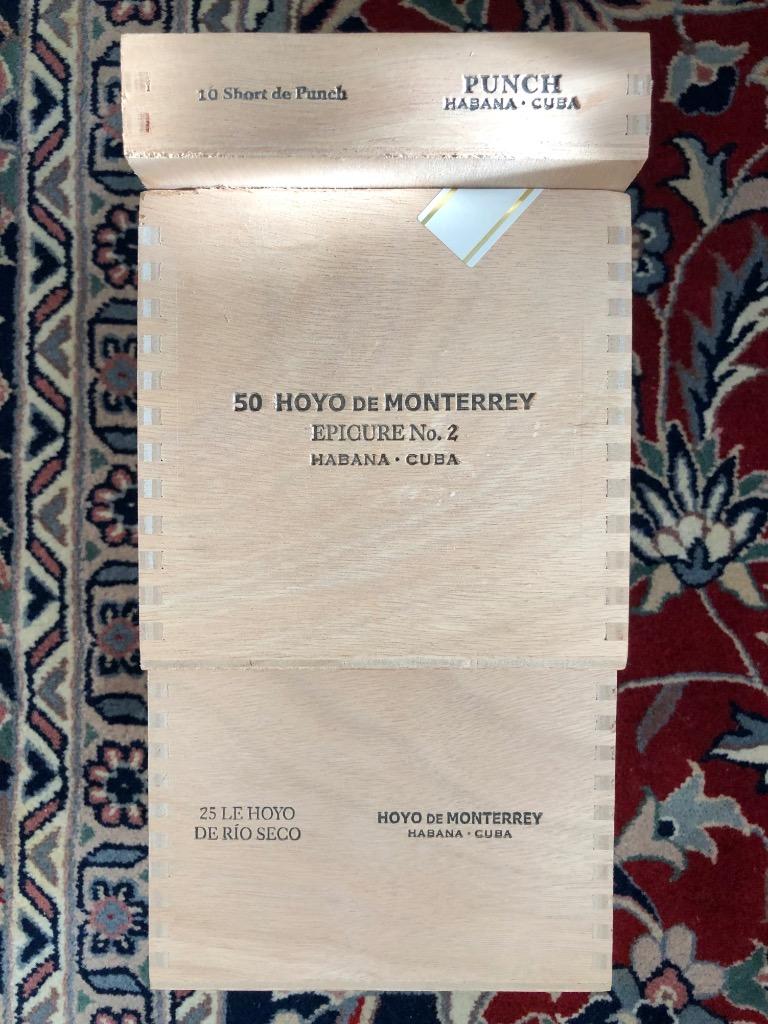 10 Short de Punch
PUNCH
HABANA • CUBA
50 HOYO DE MONTERREY
EPICURE No. 2
HABANA • CUBA
25 LE HOYO
DE RÍO SECO
HOYO DE MONTERREY
HABANA • CUBA